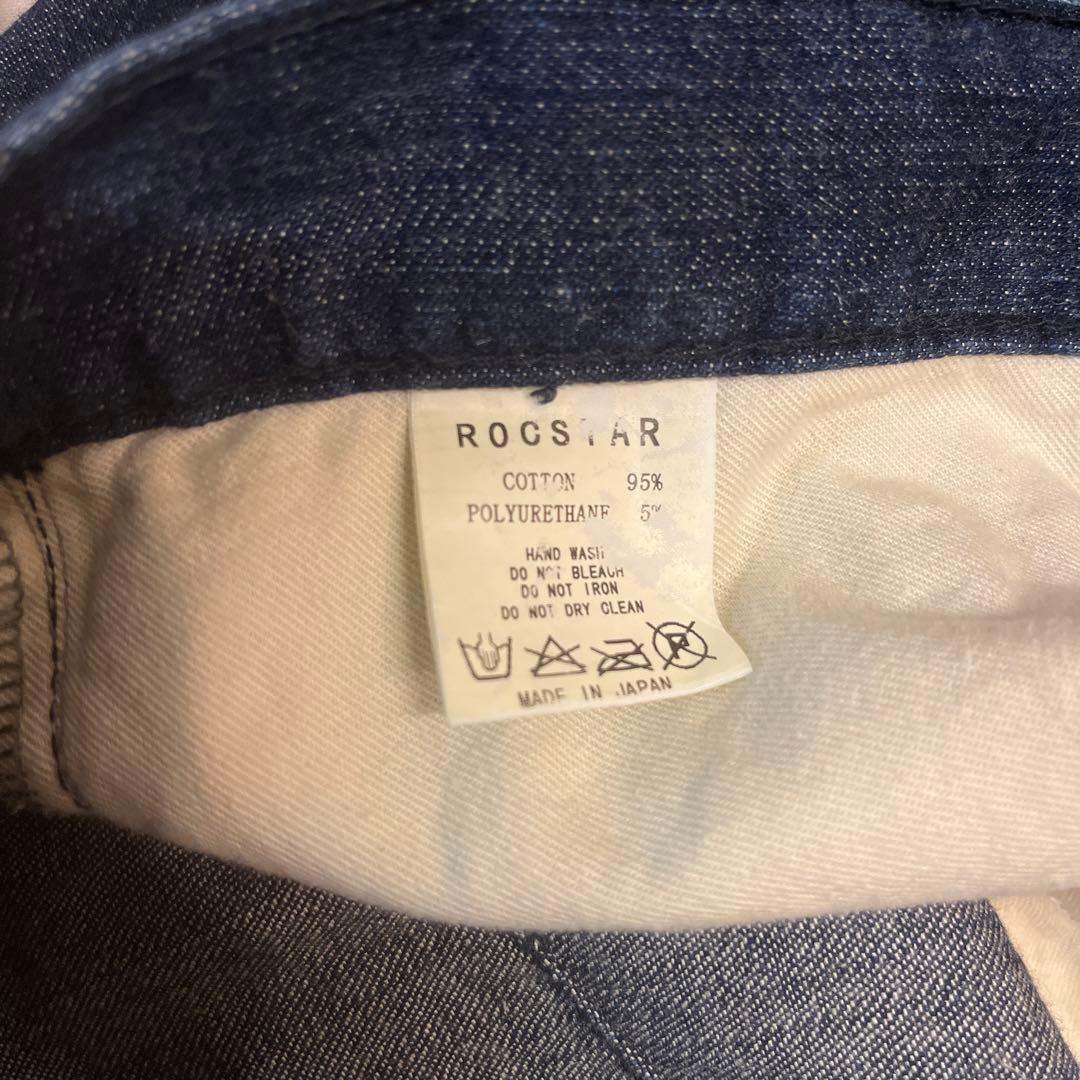 ROCSTAR
COTTON 95%
POLYURETHANE 5%
HAND WASH
DO NOT BLEACH
DO NOT IRON
DO NOT DRY CLEAN
MADE IN JAPAN